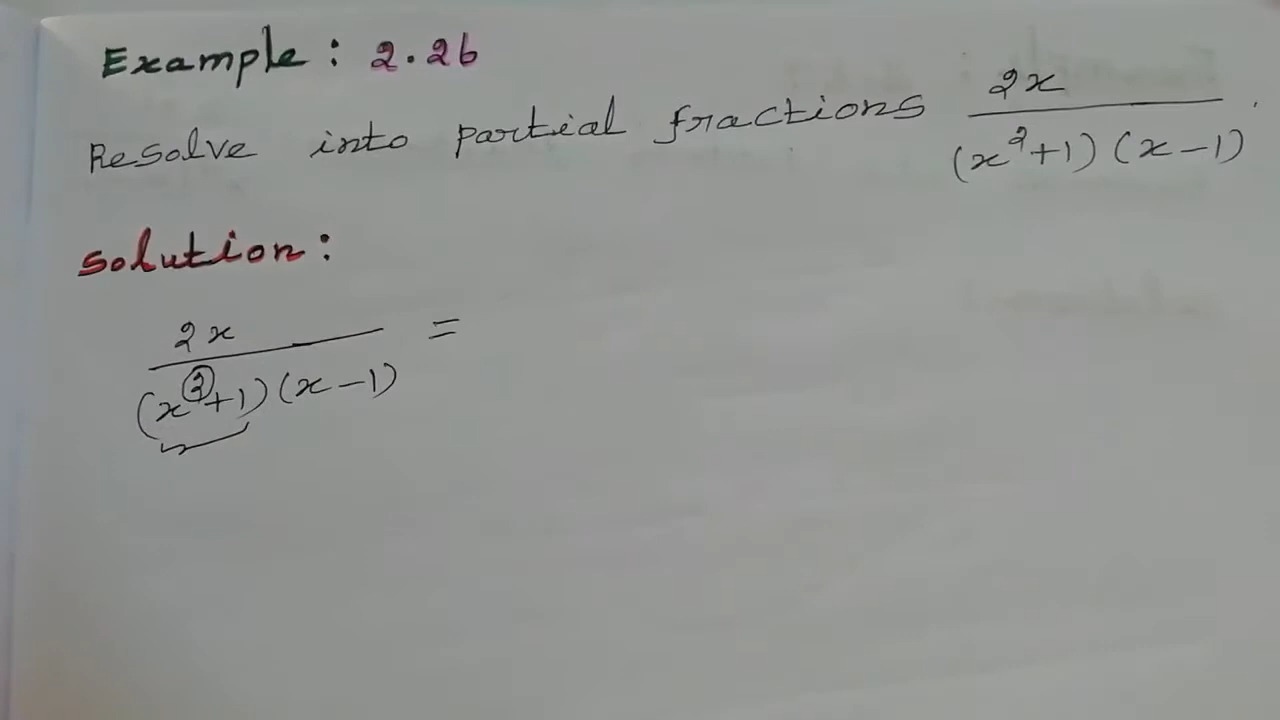 Example : 2.26
Resolve into partial fractions 2x / (x²+1) (x-1) .
Solution :
2x / (x²+1) (x-1) =